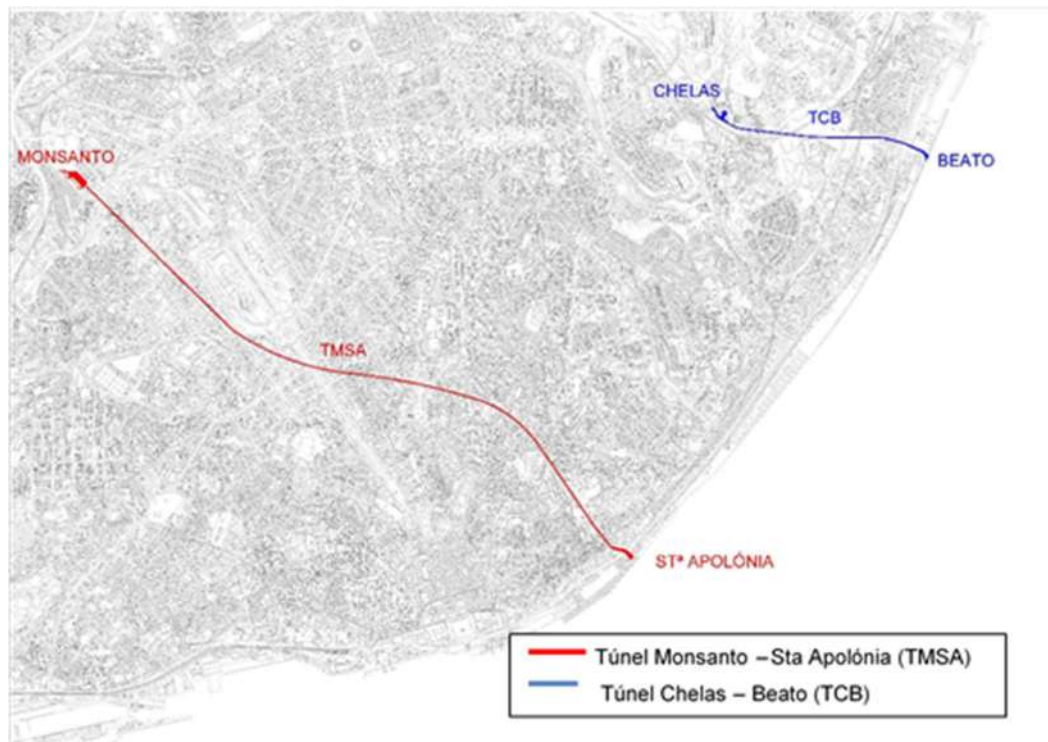 CHELAS
TCB
MONSANTO
BEATO
TMSA
STª APOLÓNIA
Túnel Monsanto –Sta Apolónia (TMSA)
Túnel Chelas – Beato (TCB)